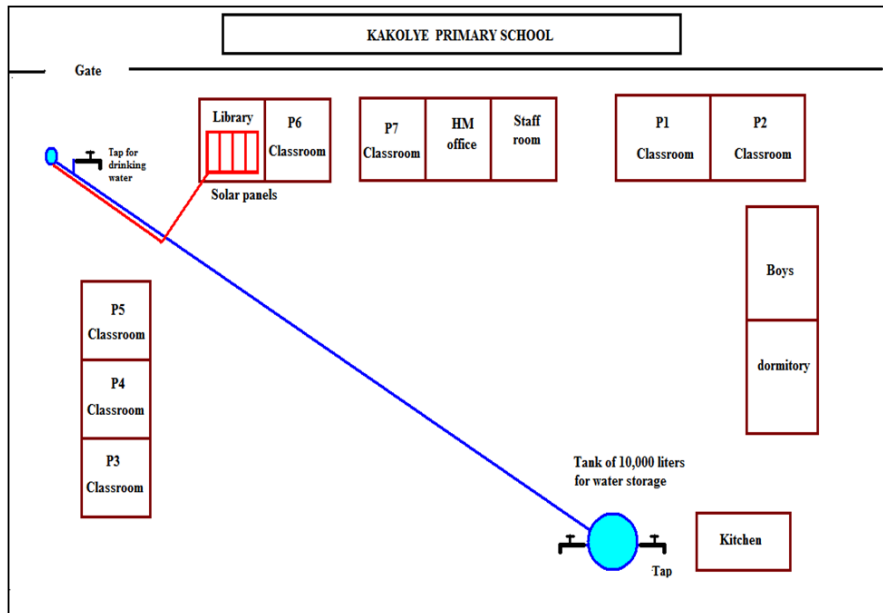 KAKOLYE PRIMARY SCHOOL
Gate
Library
P6
Classroom
P7
Classroom
HM
office
Staff
room
P1
Classroom
P2
Classroom
Tap for
drinking
water
Solar panels
Boys
dormitory
P5
Classroom
P4
Classroom
P3
Classroom
Tank of 10,000 liters
for water storage
Kitchen
Tap